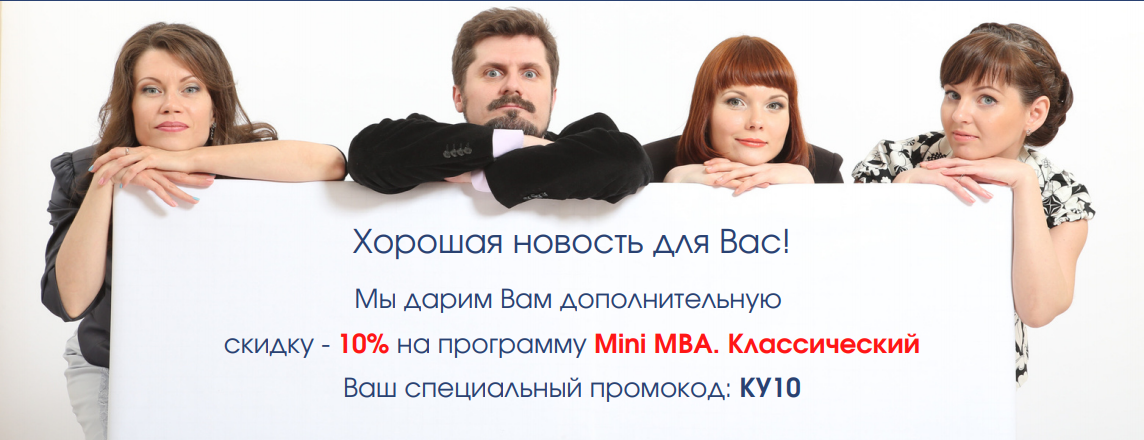 Хорошая новость для Вас!
Мы дарим Вам дополнительную
скидку - 10% на программу Mini MBA. Классический
Ваш специальный промокод: КУ10